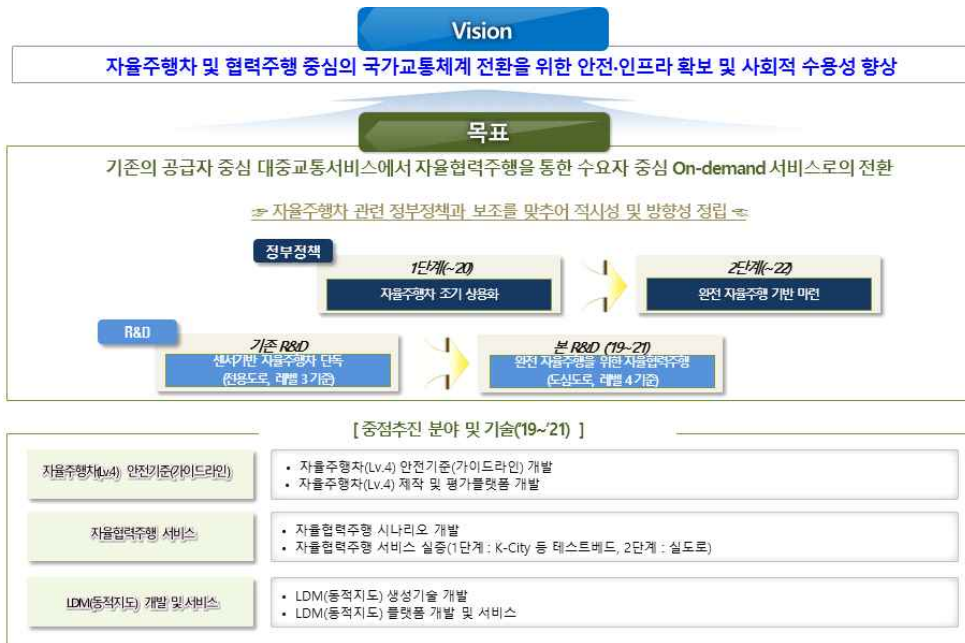 Vision
자율주행차 및 협력주행 중심의 국가교통체계 전환을 위한 안전·인프라 확보 및 사회적 수용성 향상
목표
기존의 공급자 중심 대중교통서비스에서 자율협력주행을 통한 수요자 중심 On-demand 서비스로의 전환
☞ 자율주행차 관련 정부정책과 보조를 맞추어 적시성 및 방향성 정립 ☜
정부정책
1단계(~20)
자율주행차 조기 상용화
2단계(~22)
완전 자율주행 기반 마련
R&D
기존 R&D
센서기반 자율주행차 단독
(전용도로, 레벨 3 기준)
본 R&D ('19~21)
완전 자율주행을 위한 자율협력주행
(도심도로, 레벨 4 기준)
[ 중점추진 분야 및 기술('19~'21) ]
자율주행차(Lv.4) 안전기준(가이드라인)
• 자율주행차(Lv.4) 안전기준(가이드라인) 개발
• 자율주행차(Lv.4) 제작 및 평가플랫폼 개발
자율협력주행 서비스
• 자율협력주행 시나리오 개발
• 자율협력주행 서비스 실증(1단계 : K-City 등 테스트베드, 2단계 : 실도로)
LDM(동적지도) 개발 및 서비스
• LDM(동적지도) 생성기술 개발
• LDM(동적지도) 플랫폼 개발 및 서비스